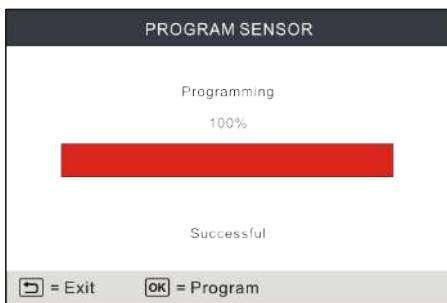 PROGRAM SENSOR
Programming
100%
Successful
= Exit OK = Program